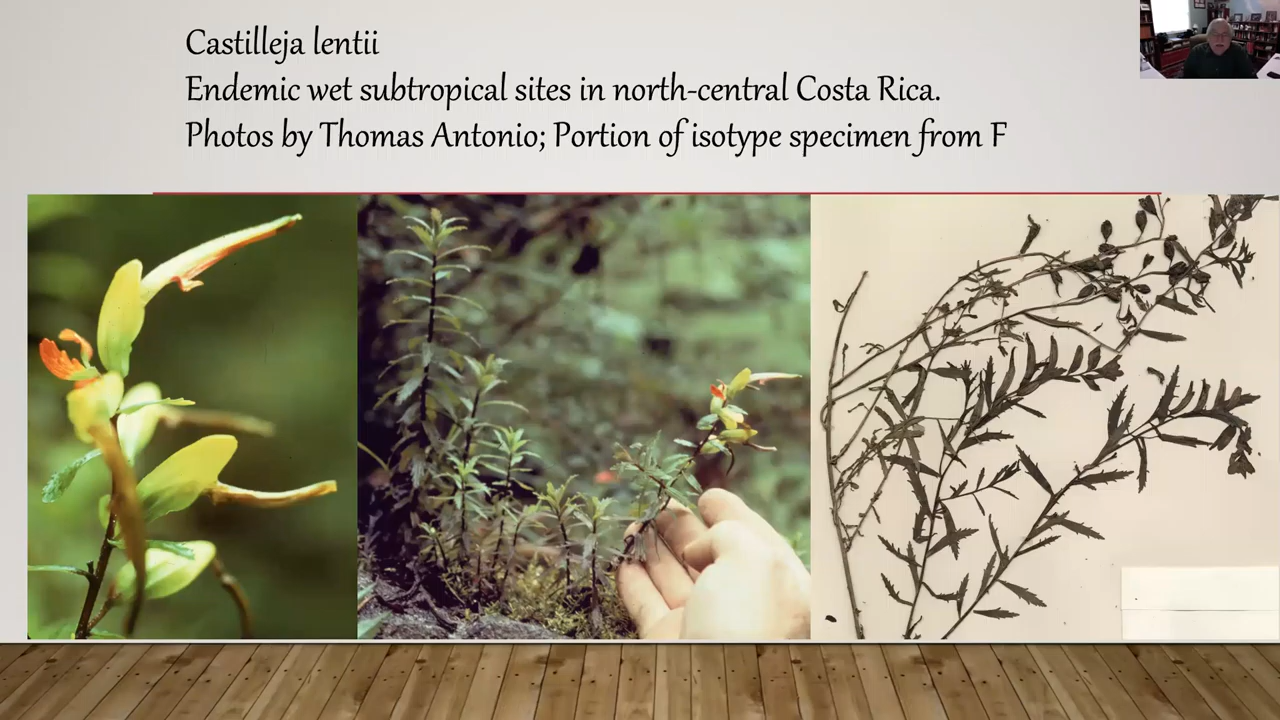 Castilleja lentii
Endemic wet subtropical sites in north-central Costa Rica.
Photos by Thomas Antonio; Portion of isotype specimen from F